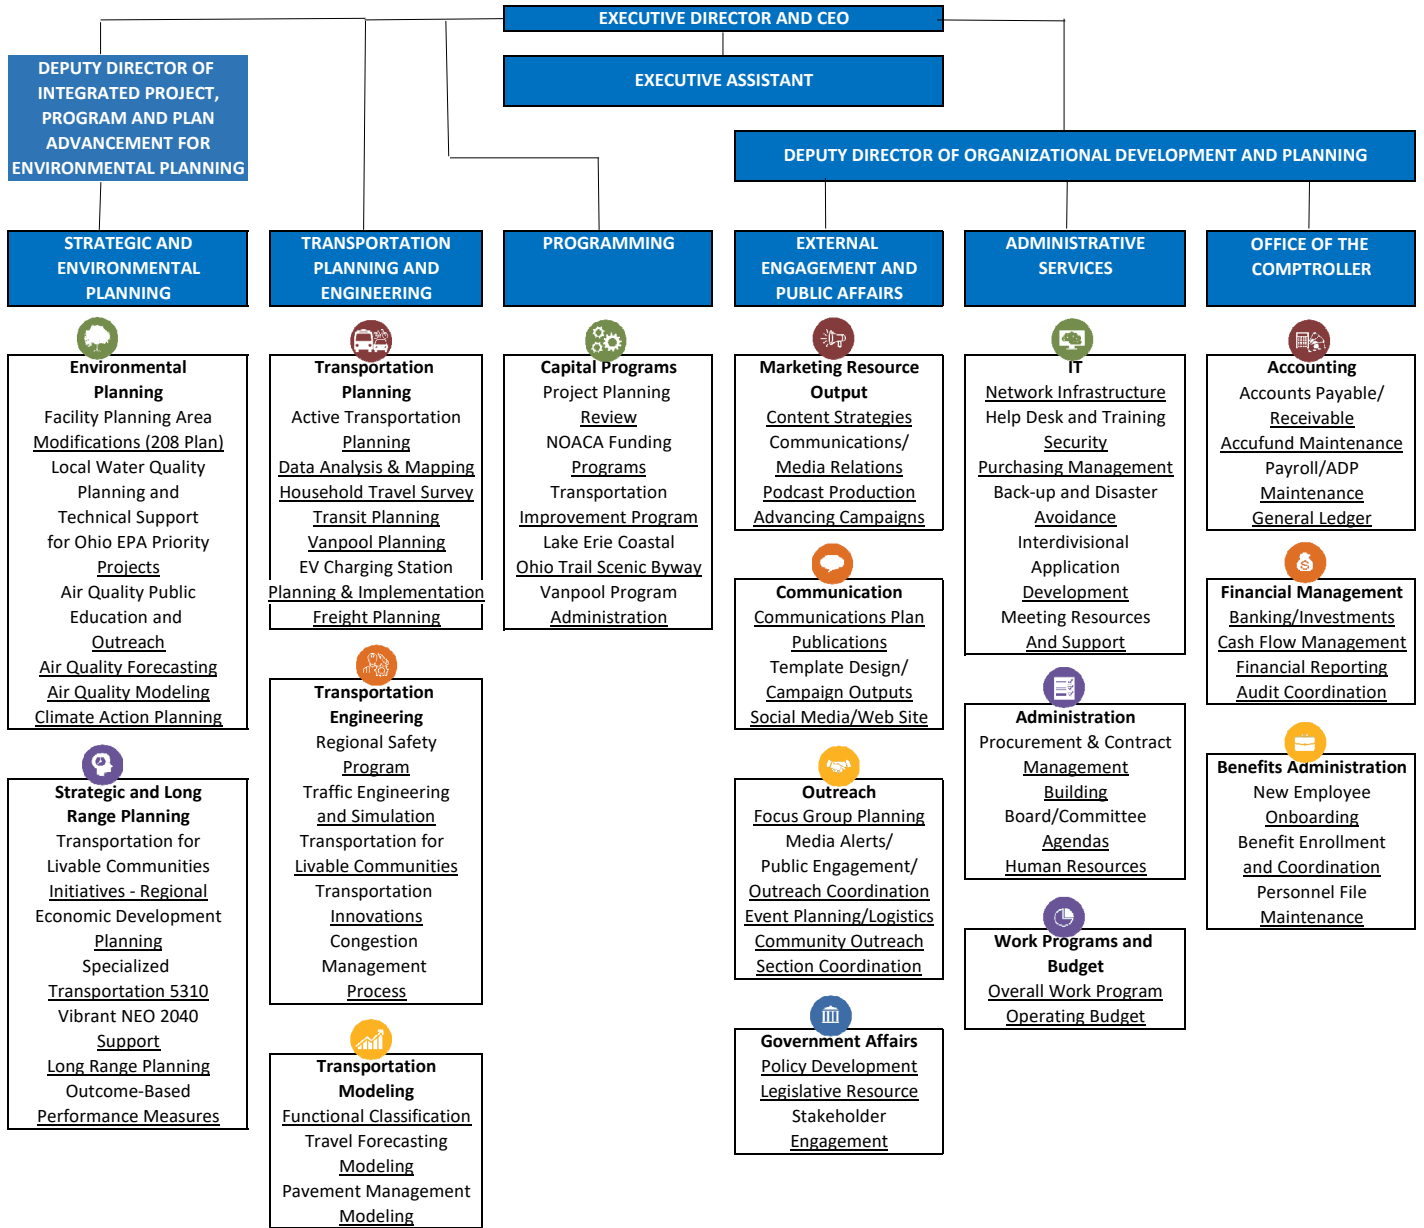 EXECUTIVE DIRECTOR AND CEO
EXECUTIVE ASSISTANT
DEPUTY DIRECTOR OF
INTEGRATED PROJECT,
PROGRAM AND PLAN
ADVANCEMENT FOR
ENVIRONMENTAL PLANNING
DEPUTY DIRECTOR OF ORGANIZATIONAL DEVELOPMENT AND PLANNING
STRATEGIC AND
ENVIRONMENTAL
PLANNING
TRANSPORTATION
PLANNING AND
ENGINEERING
PROGRAMMING
EXTERNAL
ENGAGEMENT AND
PUBLIC AFFAIRS
ADMINISTRATIVE
SERVICES
OFFICE OF THE
COMPTROLLER
Environmental
Planning
Facility Planning Area
Modifications (208 Plan)
Local Water Quality
Planning and
Technical Support
for Ohio EPA Priority
Projects
Air Quality Public
Education and
Outreach
Air Quality Forecasting
Air Quality Modeling
Climate Action Planning
Strategic and Long
Range Planning
Transportation for
Livable Communities
Initiatives - Regional
Economic Development
Planning
Specialized
Transportation 5310
Vibrant NEO 2040
Support
Long Range Planning
Outcome-Based
Performance Measures
Transportation
Planning
Active Transportation
Planning
Data Analysis & Mapping
Household Travel Survey
Transit Planning
Vanpool Planning
EV Charging Station
Planning & Implementation
Freight Planning
Transportation
Engineering
Regional Safety
Program
Traffic Engineering
and Simulation
Transportation for
Livable Communities
Transportation
Innovations
Congestion
Management
Process
Transportation
Modeling
Functional Classification
Travel Forecasting
Modeling
Pavement Management
Modeling
Capital Programs
Project Planning
Review
NOACA Funding
Programs
Transportation
Improvement Program
Lake Erie Coastal
Ohio Trail Scenic Byway
Vanpool Program
Administration
Marketing Resource
Output
Content Strategies
Communications/
Media Relations
Podcast Production
Advancing Campaigns
Communication
Communications Plan
Publications
Template Design/
Campaign Outputs
Social Media/Web Site
Outreach
Focus Group Planning
Media Alerts/
Public Engagement/
Outreach Coordination
Event Planning/Logistics
Community Outreach
Section Coordination
Government Affairs
Policy Development
Legislative Resource
Stakeholder
Engagement
IT
Network Infrastructure
Help Desk and Training
Security
Purchasing Management
Back-up and Disaster
Avoidance
Interdivisional
Application
Development
Meeting Resources
And Support
Administration
Procurement & Contract
Management
Building
Board/Committee
Agendas
Human Resources
Work Programs and
Budget
Overall Work Program
Operating Budget
Accounting
Accounts Payable/
Receivable
Accufund Maintenance
Payroll/ADP
Maintenance
General Ledger
Financial Management
Banking/Investments
Cash Flow Management
Financial Reporting
Audit Coordination
Benefits Administration
New Employee
Onboarding
Benefit Enrollment
and Coordination
Personnel File
Maintenance